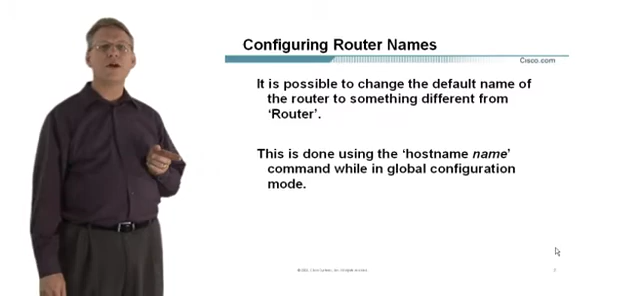 Configuring Router Names
Cisco.com
It is possible to change the default name of
the router to something different from
‘Router’.
This is done using the ‘hostname name’
command while in global configuration
mode.